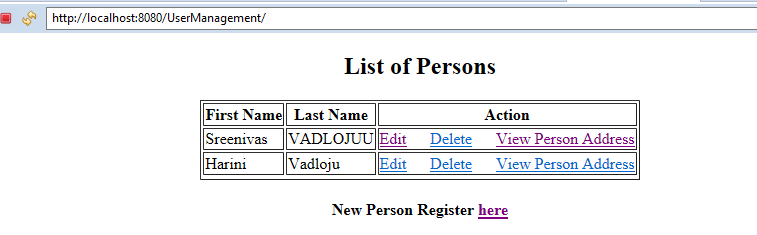 http://localhost:8080/UserManagement/
List of Persons
First Name Last Name Action
Sreenivas VADLOJUU Edit Delete View Person Address
Harini Vadloju Edit Delete View Person Address
New Person Register here